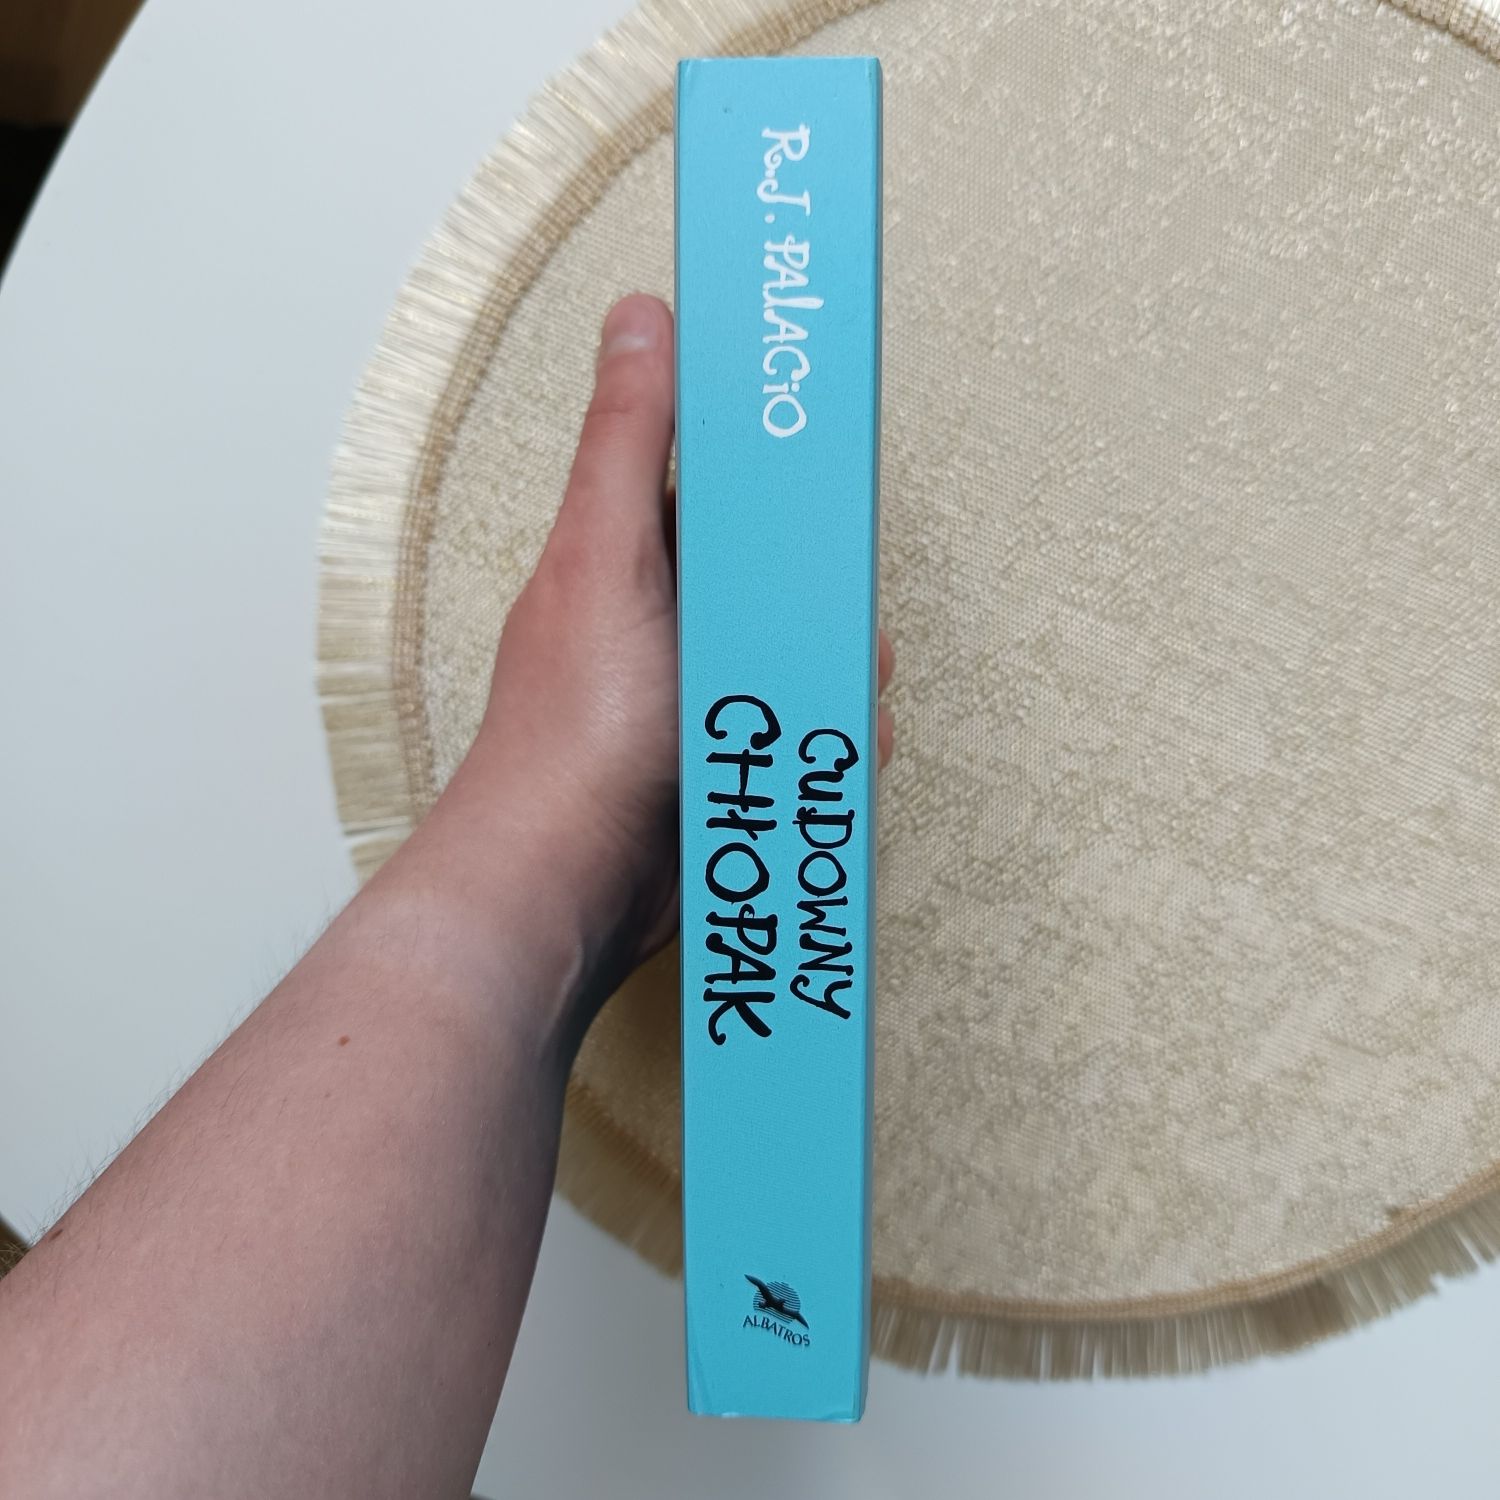 R.J. PALACIO
CUDOWNY
CHŁOPAK
ALBATROS